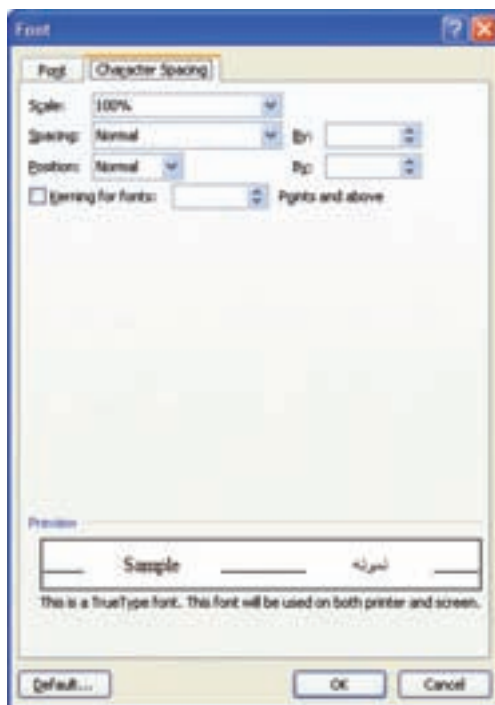 Font
Font Character Spacing
Scale: 100%
Spacing: Normal By:
Position: Normal By:
Kerning for fonts: Points and above
Preview
Sample نمونه
This is a TrueType font. This font will be used on both printer and screen.
Default... OK Cancel